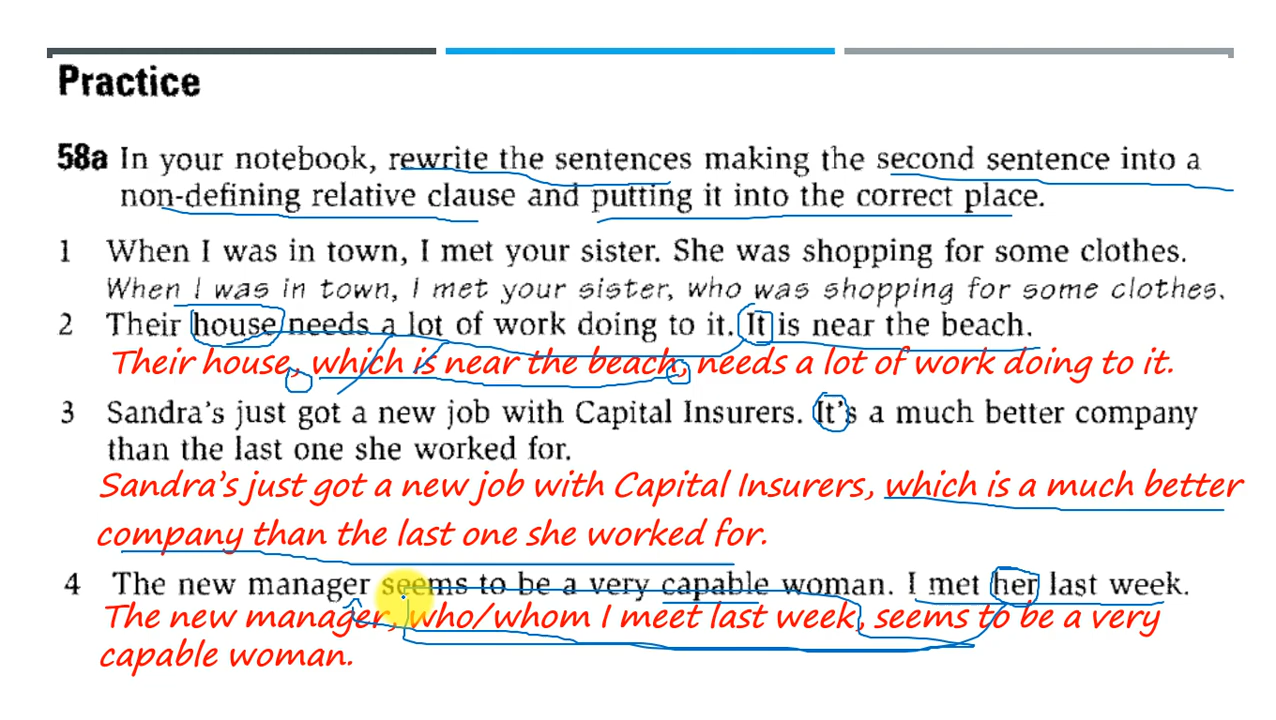 Practice
58a In your notebook, rewrite the sentences making the second sentence into a
non-defining relative clause and putting it into the correct place.
1 When I was in town, I met your sister. She was shopping for some clothes.
When I was in town, I met your sister, who was shopping for some clothes.
2 Their house needs a lot of work doing to it. It is near the beach.
Their house, which is near the beach, needs a lot of work doing to it.
3 Sandra's just got a new job with Capital Insurers. It's a much better company
than the last one she worked for.
Sandra's just got a new job with Capital Insurers, which is a much better
company than the last one she worked for.
4 The new manager seems to be a very capable woman. I met her last week.
The new manager, who/whom I meet last week, seems to be a very
capable woman.